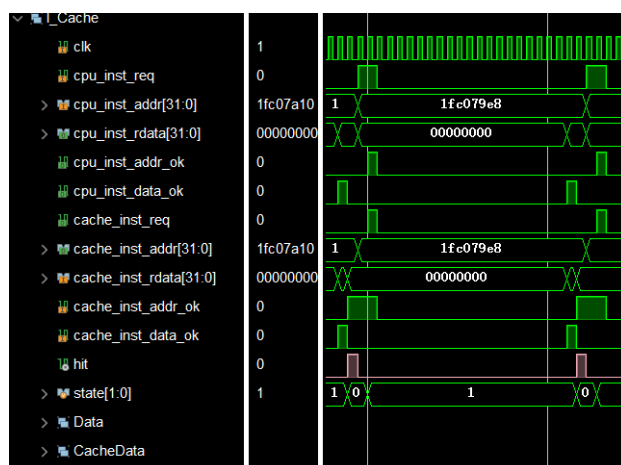 I_Cache
clk 1
cpu_inst_req 0
cpu_inst_addr[31:0] 1fc07a10 1 1fc079e8
cpu_inst_rdata[31:0] 00000000 00000000
cpu_inst_addr_ok 0
cpu_inst_data_ok 0
cache_inst_req 0
cache_inst_addr[31:0] 1fc07a10 1 1fc079e8
cache_inst_rdata[31:0] 00000000 00000000
cache_inst_addr_ok 0
cache_inst_data_ok 0
hit 0
state[1:0] 1 1 0 1 0
Data
CacheData